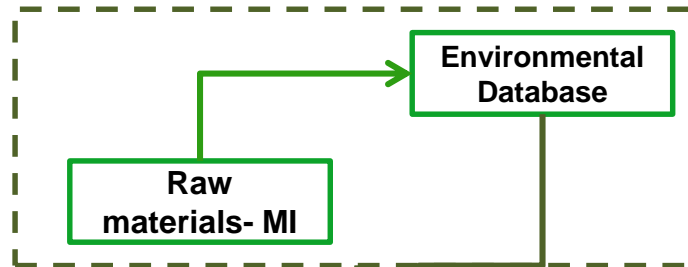 Environmental
Database
Raw
materials- MI